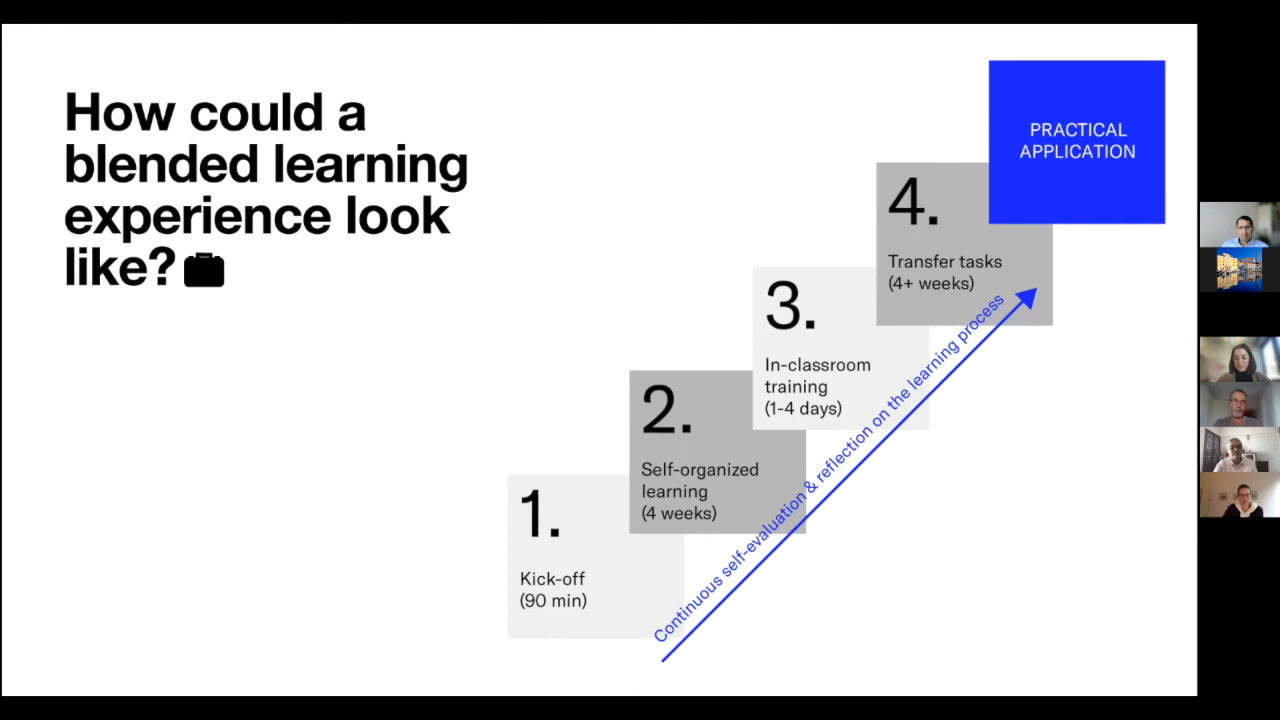 How could a
blended learning
experience look
like?
1.
Kick-off
(90 min)
2.
Self-organized
learning
(4 weeks)
3.
In-classroom
training
(1-4 days)
4.
Transfer tasks
(4+ weeks)
PRACTICAL
APPLICATION
Continuous self-evaluation & reflection on the learning process